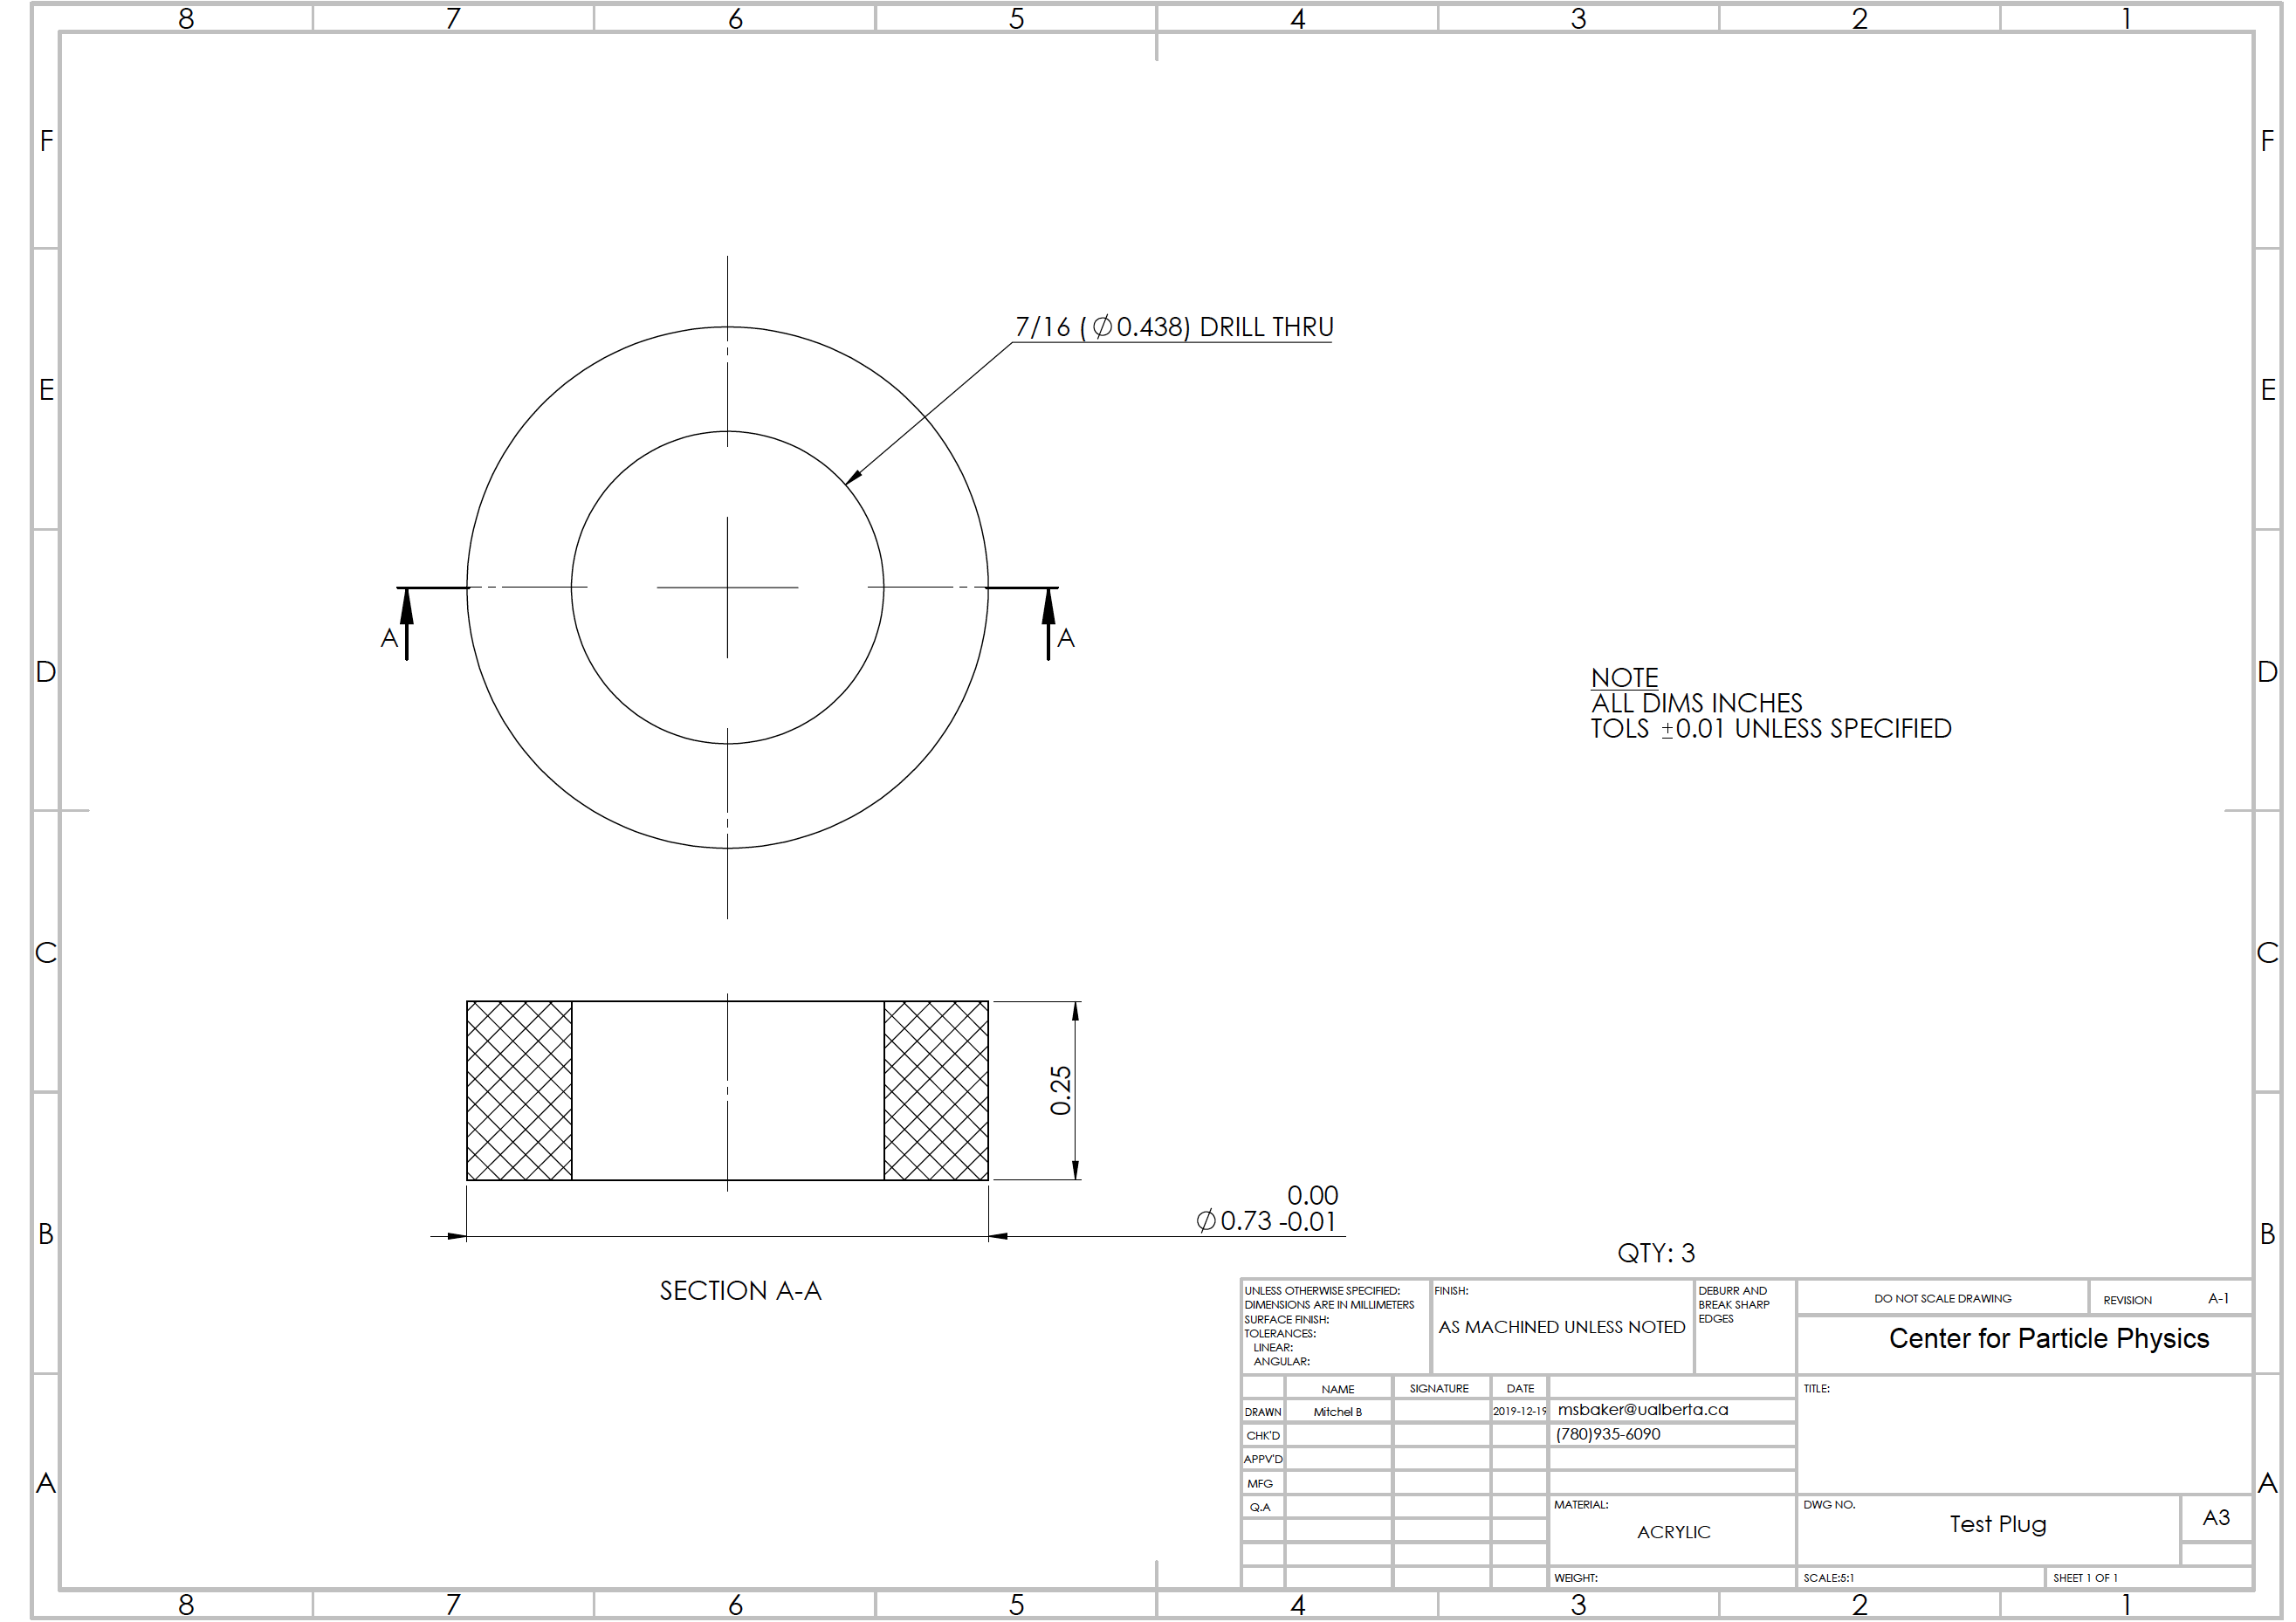 8 7 6 5 4 3 2 1
F F
E E
D D
C C
B B
A A
7/16 (∅0.438) DRILL THRU
A A
NOTE
ALL DIMS INCHES
TOLS ±0.01 UNLESS SPECIFIED
0.25
0.00
∅0.73 -0.01
SECTION A-A
QTY: 3
UNLESS OTHERWISE SPECIFIED:
DIMENSIONS ARE IN MILLIMETERS
SURFACE FINISH:
TOLERANCES:
LINEAR:
ANGULAR:
FINISH:
AS MACHINED UNLESS NOTED
DEBURR AND
BREAK SHARP
EDGES
DO NOT SCALE DRAWING
REVISION A-1
Center for Particle Physics
NAME SIGNATURE DATE
DRAWN Mitchel B 2019-12-19 msbaker@ualberta.ca
CHK'D (780)935-6090
APPV'D
MFG
Q.A
TITLE:
MATERIAL:
ACRYLIC
DWG NO.
Test Plug
A3
WEIGHT:
SCALE:5:1
SHEET 1 OF 1
8 7 6 5 4 3 2 1